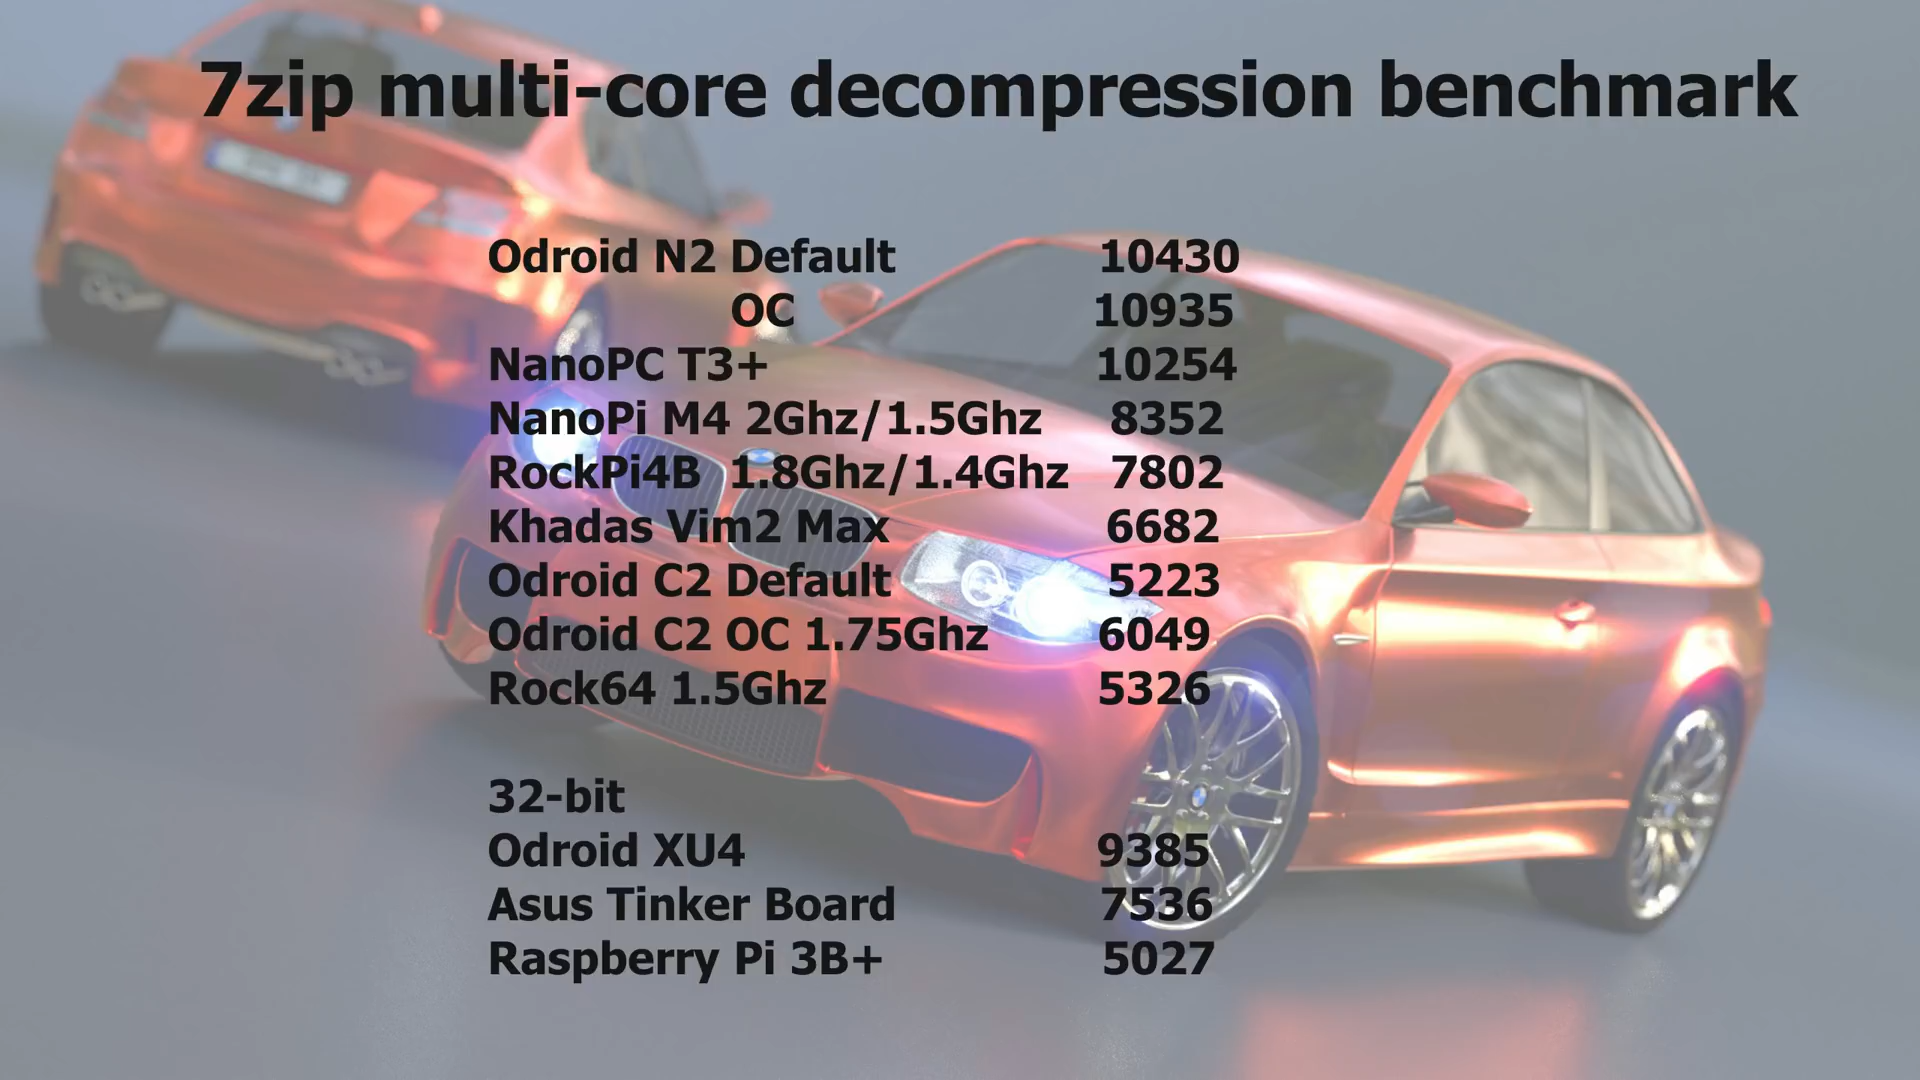 7zip multi-core decompression benchmark
Odroid N2 Default 10430
OC 10935
NanoPC T3+ 10254
NanoPi M4 2Ghz/1.5Ghz 8352
RockPi4B 1.8Ghz/1.4Ghz 7802
Khadas Vim2 Max 6682
Odroid C2 Default 5223
Odroid C2 OC 1.75Ghz 6049
Rock64 1.5Ghz 5326
32-bit
Odroid XU4 9385
Asus Tinker Board 7536
Raspberry Pi 3B+ 5027